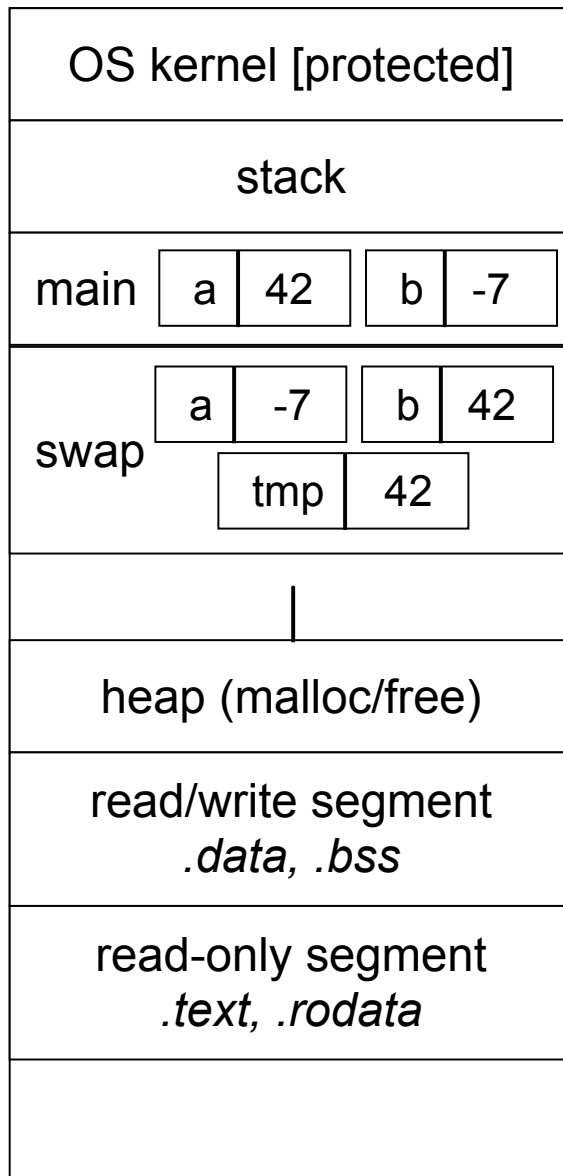 OS kernel [protected]
stack
main a 42 b -7
a -7 b 42
swap
tmp 42
heap (malloc/free)
read/write segment
.data, .bss
read-only segment
.text, .rodata